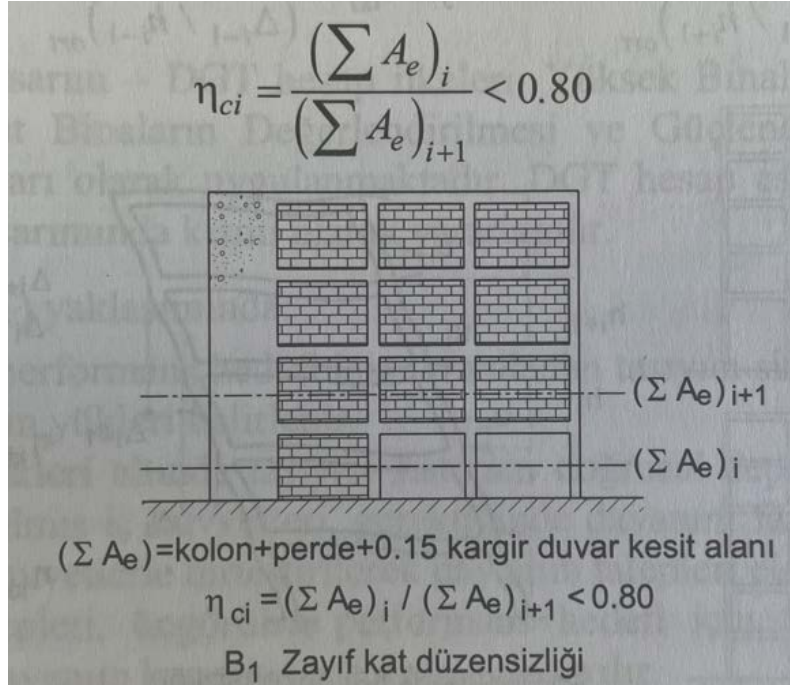 η_ci = (∑ A_e)_i / (∑ A_e)_{i+1} < 0.80
(Σ Ae) i+1
(Σ Ae) i
(Σ Ae)=kolon+perde+0.15 kargir duvar kesit alanı
η ci =(Σ Ae) i / (Σ Ae) i+1 <0.80
B1 Zayıf kat düzensizliği